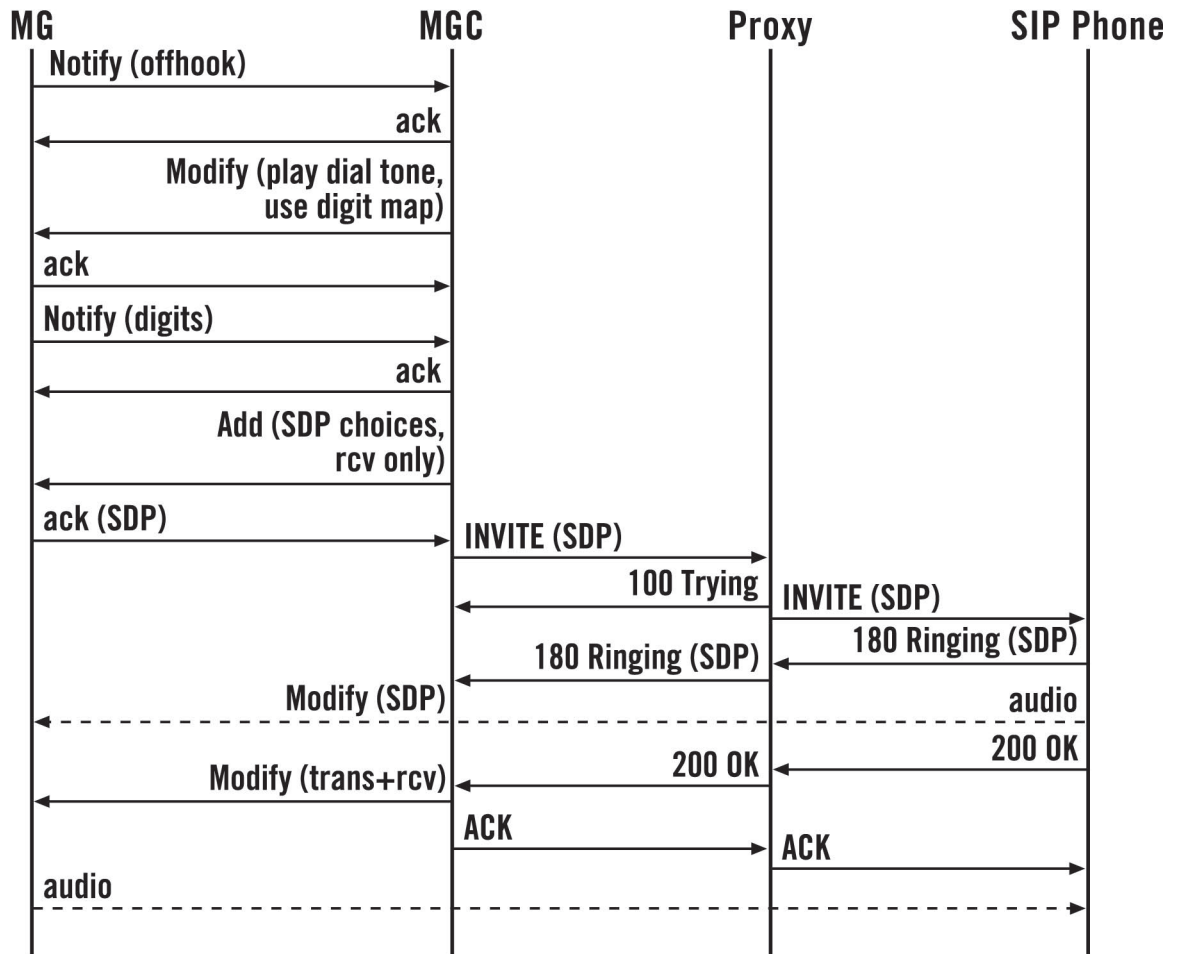 MG
MGC
Proxy
SIP Phone
Notify (offhook)
ack
Modify (play dial tone,
use digit map)
ack
Notify (digits)
ack
Add (SDP choices,
rcv only)
ack (SDP)
INVITE (SDP)
100 Trying
INVITE (SDP)
180 Ringing (SDP)
180 Ringing (SDP)
Modify (SDP)
audio
200 OK
200 OK
Modify (trans+rcv)
ACK
ACK
audio